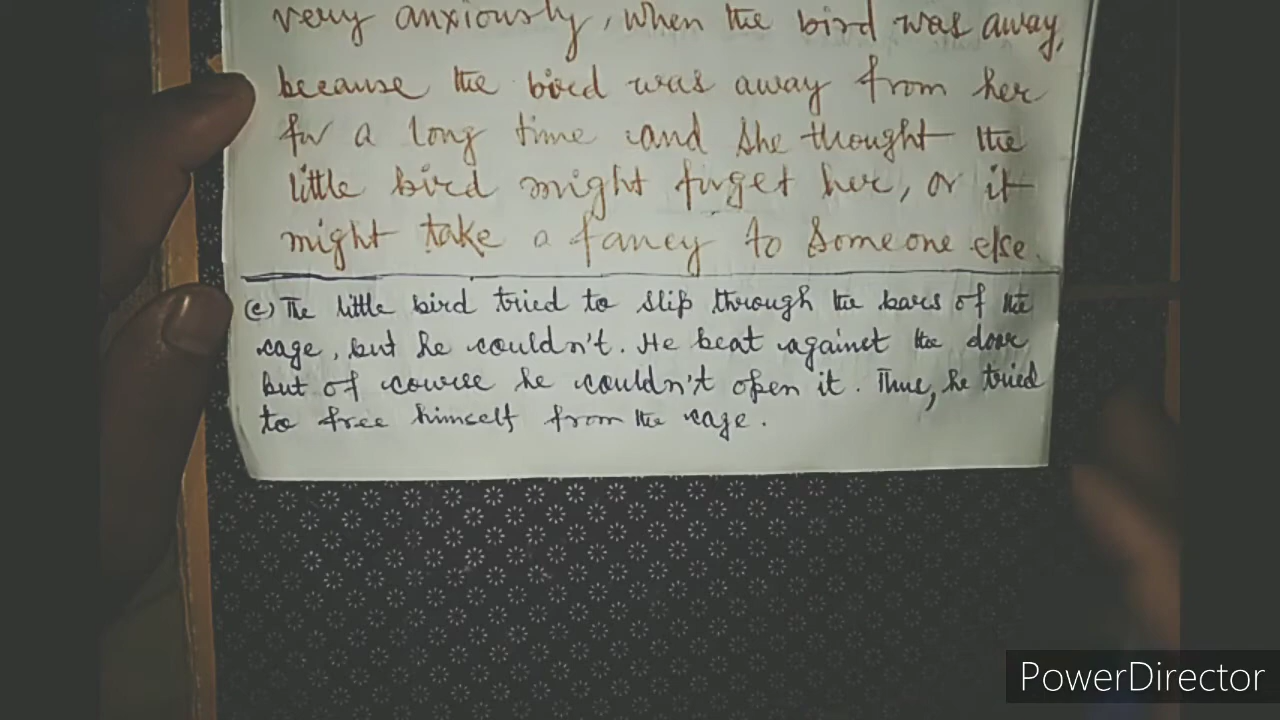 very anxiously, when the bird was away,
because the bird was away from her
for a long time and she thought the
little bird might forget her, or it
might take a fancy to someone else.
(e) The little bird tried to slip through the bars of the
cage, but he couldn't. He beat against the door
but of course he couldn't open it. Thus, he tried
to free himself from the cage.
PowerDirector